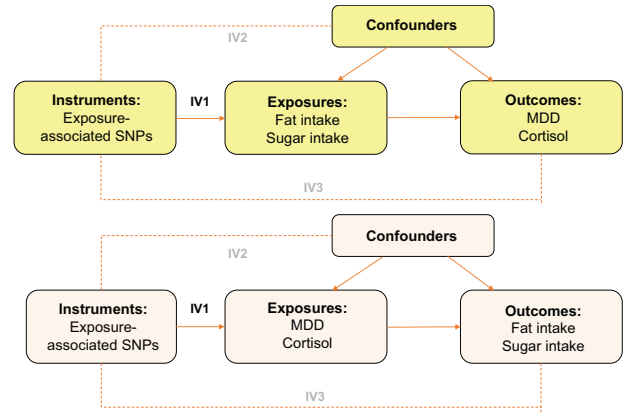 Confounders
IV2
Instruments:
Exposure-
associated SNPs
IV1
Exposures:
Fat intake
Sugar intake
Outcomes:
MDD
Cortisol
IV3
Confounders
IV2
Instruments:
Exposure-
associated SNPs
IV1
Exposures:
MDD
Cortisol
Outcomes:
Fat intake
Sugar intake
IV3